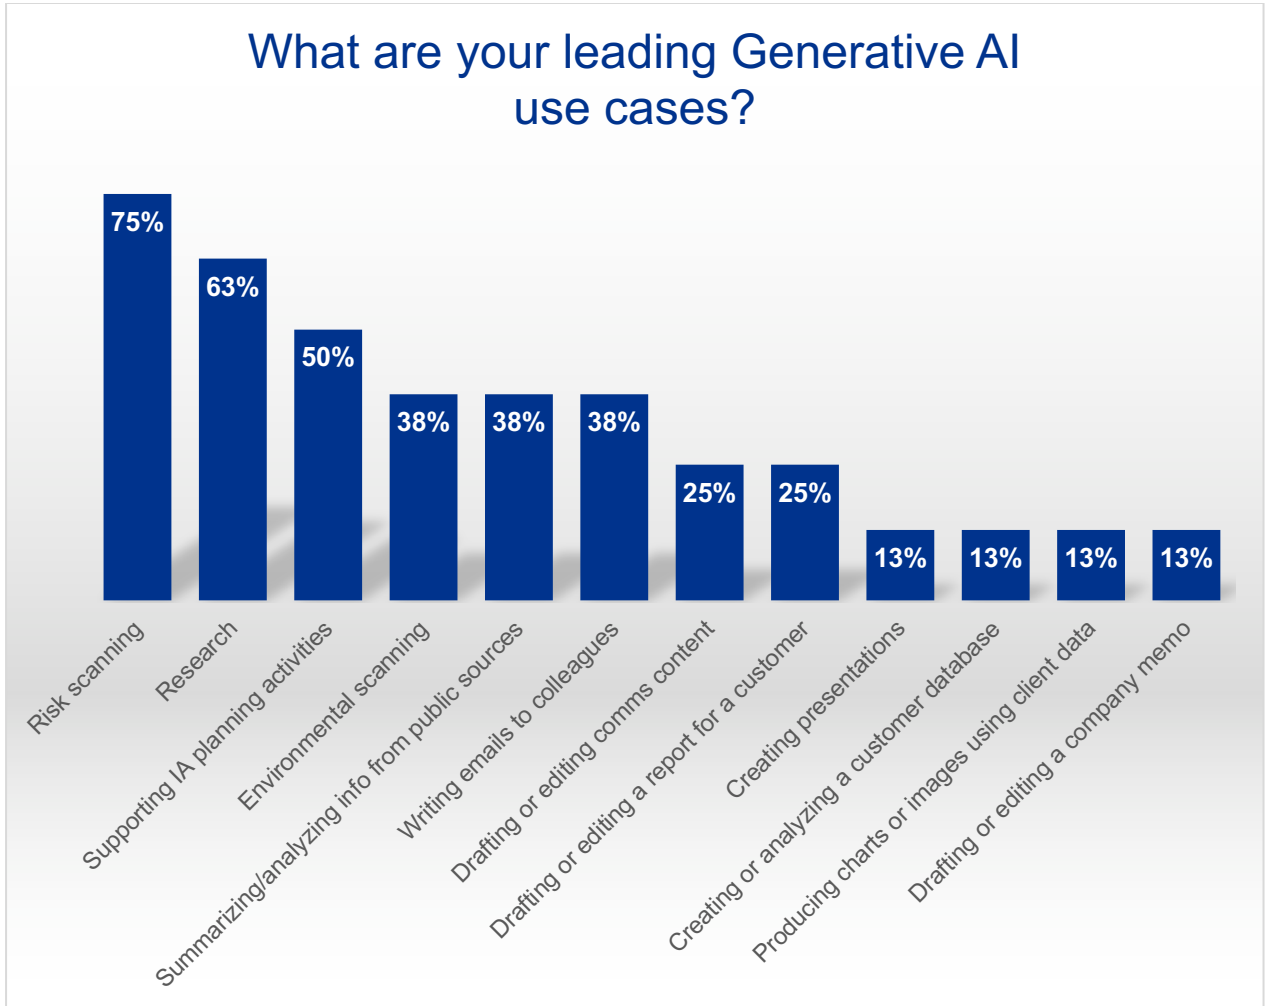 What are your leading Generative AI
use cases?
75%
63%
50%
38%
38%
38%
25%
25%
13%
13%
13%
13%
Risk scanning
Research
Supporting IA planning activities
Environmental scanning
Summarizing/analyzing info from public sources
Writing emails to colleagues
Drafting or editing comms content
Drafting or editing a report for a customer
Creating presentations
Creating or analyzing a customer database
Producing charts or images using client data
Drafting or editing a company memo